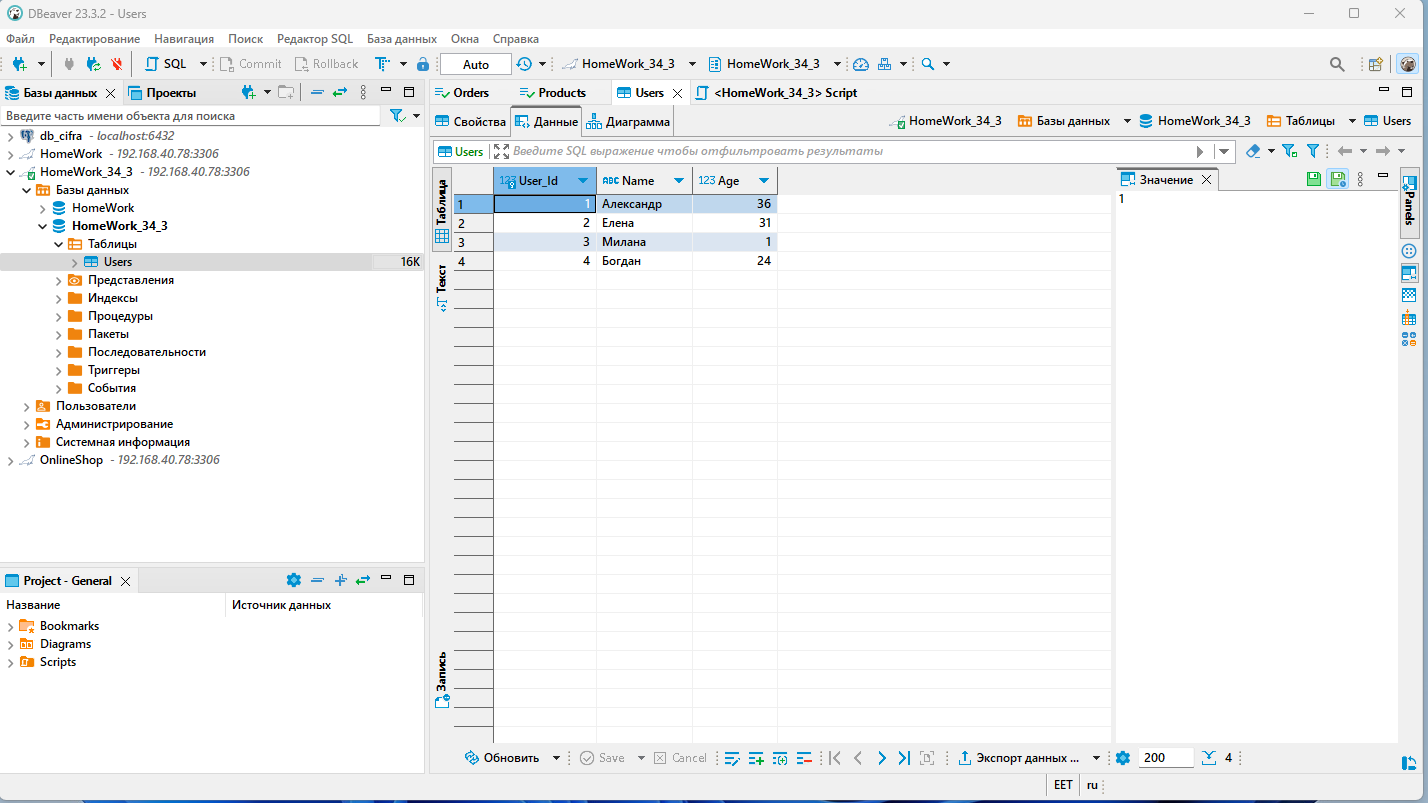 DBeaver 23.3.2 - Users
Файл Редактирование Навигация Поиск Редактор SQL База данных Окна Справка
SQL Commit Rollback Auto HomeWork_34_3 HomeWork_34_3
Базы данных Проекты
Введите часть имени объекта для поиска
db_cifra - localhost:6432
HomeWork - 192.168.40.78:3306
HomeWork_34_3 - 192.168.40.78:3306
Базы данных
HomeWork
HomeWork_34_3
Таблицы
Users 16K
Представления
Индексы
Процедуры
Пакеты
Последовательности
Триггеры
События
Пользователи
Администрирование
Системная информация
OnlineShop - 192.168.40.78:3306
Project - General
Название Источник данных
Bookmarks
Diagrams
Scripts
Orders Products Users <HomeWork_34_3> Script
Свойства Данные Диаграмма HomeWork_34_3 Базы данных HomeWork_34_3 Таблицы Users
Users Введите SQL выражение чтобы отфильтровать результаты
Таблица
Текст
Запись
123 User_Id ABC Name 123 Age
1 1 Александр 36
2 2 Елена 31
3 3 Милана 1
4 4 Богдан 24
Значение
1
Panels
Обновить Save Cancel Экспорт данных ... 200 4
EET ru